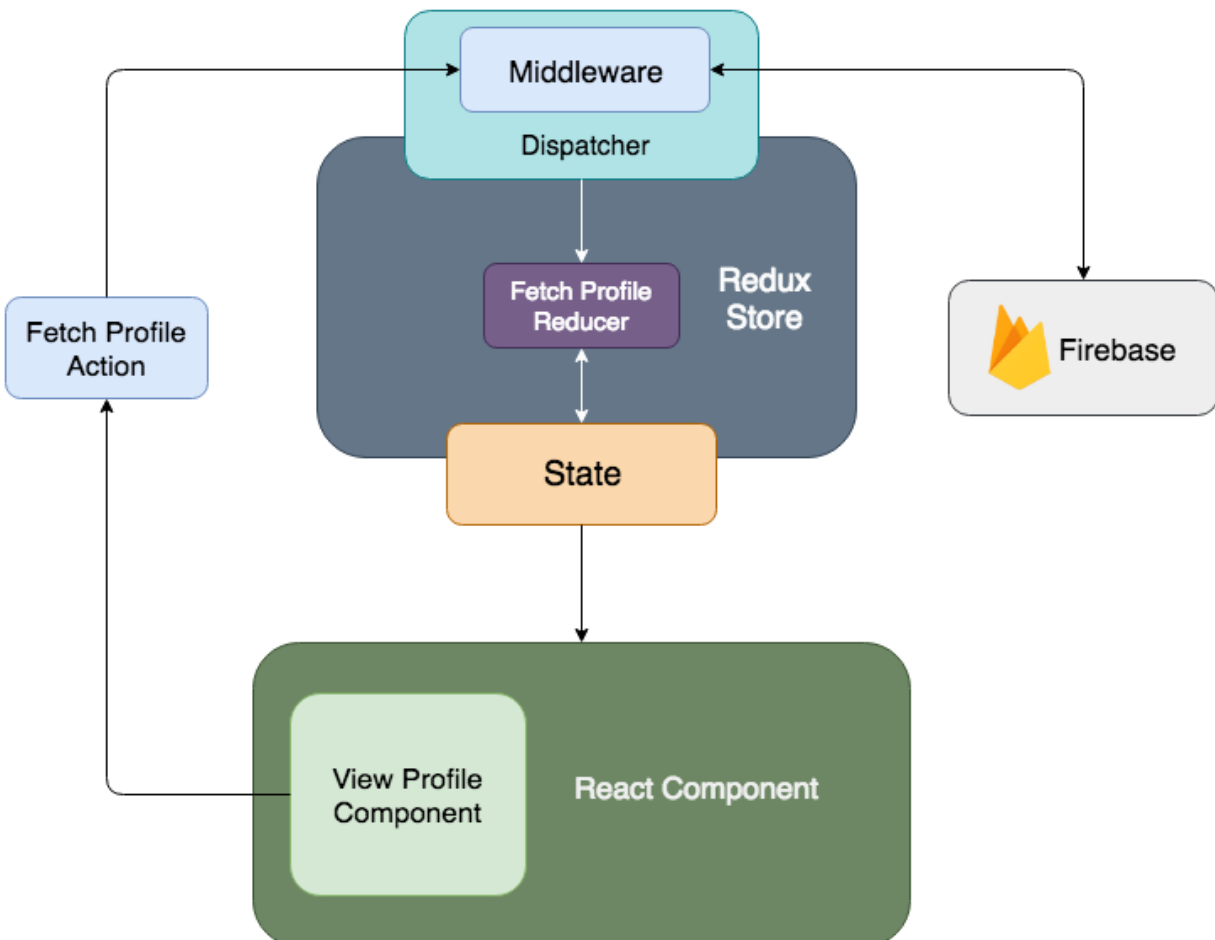 Middleware
Dispatcher
Redux
Store
Fetch Profile
Reducer
Fetch Profile
Action
Firebase
State
View Profile
Component
React Component